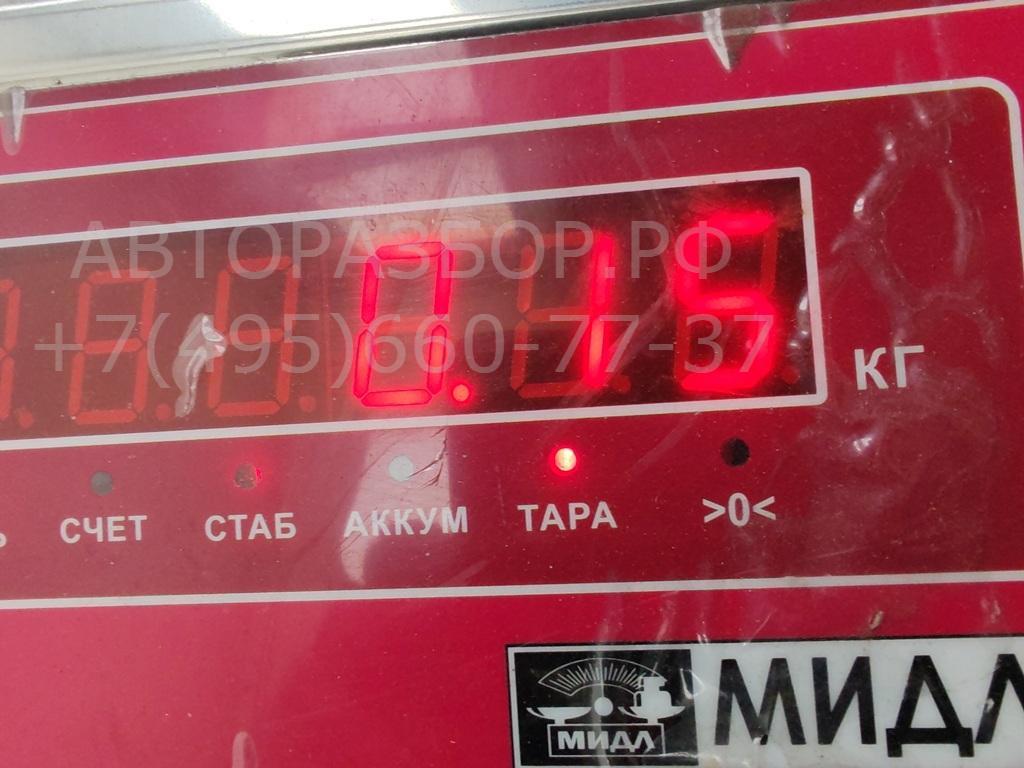 АВТОРАЗБОР.РФ
+7(495)660-77-37
0.15
КГ
СЧЕТ СТАБ АККУМ ТАРА >0<
МИДЛ
МИДЛ